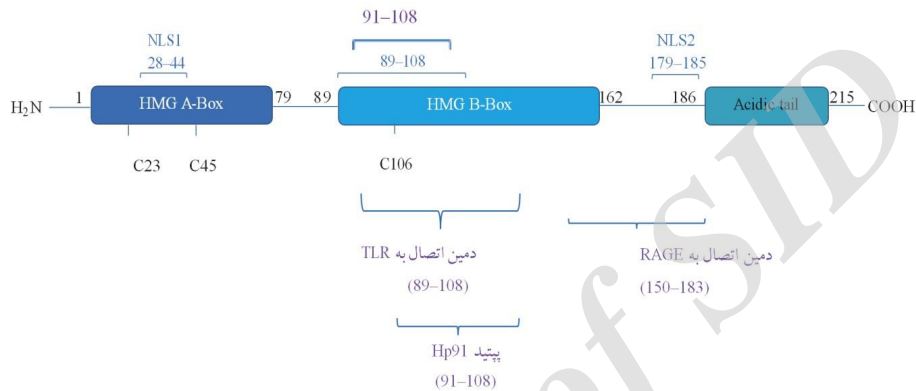 91–108
NLS1
28–44
89–108
NLS2
179–185
H₂N
1
HMG A-Box
79
89
HMG B-Box
162
186
Acidic tail
215
COOH
C23
C45
C106
دمین اتصال به TLR
(89–108)
دمین اتصال به RAGE
(150–183)
پپتید Hp91
(91–108)
of SID